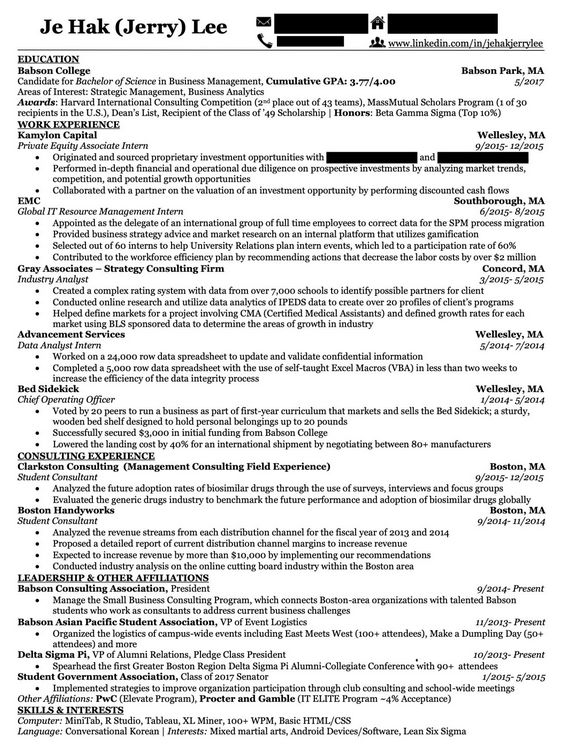 Je Hak (Jerry) Lee
www.linkedin.com/in/jehakjerrylee
EDUCATION
Babson College Babson Park, MA
Candidate for Bachelor of Science in Business Management, Cumulative GPA: 3.77/4.00 5/2017
Areas of Interest: Strategic Management, Business Analytics
Awards: Harvard International Consulting Competition (2nd place out of 43 teams), MassMutual Scholars Program (1 of 30
recipients in the U.S.), Dean's List, Recipient of the Class of '49 Scholarship | Honors: Beta Gamma Sigma (Top 10%)
WORK EXPERIENCE
Kamylon Capital Wellesley, MA
Private Equity Associate Intern 9/2015- 12/2015
• Originated and sourced proprietary investment opportunities with and
• Performed in-depth financial and operational due diligence on prospective investments by analyzing market trends,
competition, and potential growth opportunities
• Collaborated with a partner on the valuation of an investment opportunity by performing discounted cash flows
EMC Southborough, MA
Global IT Resource Management Intern 6/2015- 8/2015
• Appointed as the delegate of an international group of full time employees to correct data for the SPM process migration
• Provided business strategy advice and market research on an internal platform that utilizes gamification
• Selected out of 60 interns to help University Relations plan intern events, which led to a participation rate of 60%
• Contributed to the workforce efficiency plan by recommending actions that decrease the labor costs by over $2 million
Gray Associates – Strategy Consulting Firm Concord, MA
Industry Analyst 3/2015- 5/2015
• Created a complex rating system with data from over 7,000 schools to identify possible partners for client
• Conducted online research and utilize data analytics of IPEDS data to create over 20 profiles of client's programs
• Helped define markets for a project involving CMA (Certified Medical Assistants) and defined growth rates for each
market using BLS sponsored data to determine the areas of growth in industry
Advancement Services Wellesley, MA
Data Analyst Intern 5/2014- 7/2014
• Worked on a 24,000 row data spreadsheet to update and validate confidential information
• Completed a 5,000 row data spreadsheet with the use of self-taught Excel Macros (VBA) in less than two weeks to
increase the efficiency of the data integrity process
Bed Sidekick Wellesley, MA
Chief Operating Officer 1/2014- 5/2014
• Voted by 20 peers to run a business as part of first-year curriculum that markets and sells the Bed Sidekick; a sturdy,
wooden bed shelf designed to hold personal belongings up to 20 pounds
• Successfully secured $3,000 in initial funding from Babson College
• Lowered the landing cost by 40% for an international shipment by negotiating between 80+ manufacturers
CONSULTING EXPERIENCE
Clarkston Consulting (Management Consulting Field Experience) Boston, MA
Student Consultant 9/2015- 12/2015
• Analyzed the future adoption rates of biosimilar drugs through the use of surveys, interviews and focus groups
• Evaluated the generic drugs industry to benchmark the future performance and adoption of biosimilar drugs globally
Boston Handyworks Boston, MA
Student Consultant 9/2014- 11/2014
• Analyzed the revenue streams from each distribution channel for the fiscal year of 2013 and 2014
• Proposed a detailed report of current distribution channel margins to increase revenue
• Expected to increase revenue by more than $10,000 by implementing our recommendations
• Conducted industry analysis on the online cutting board industry within the Boston area
LEADERSHIP & OTHER AFFILIATIONS
Babson Consulting Association, President 9/2014- Present
• Manage the Small Business Consulting Program, which connects Boston-area organizations with talented Babson
students who work as consultants to address current business challenges
Babson Asian Pacific Student Association, VP of Event Logistics 11/2013- Present
• Organized the logistics of campus-wide events including East Meets West (100+ attendees), Make a Dumpling Day (50+
attendees) and more
Delta Sigma Pi, VP of Alumni Relations, Pledge Class President 10/2013- Present
• Spearhead the first Greater Boston Region Delta Sigma Pi Alumni-Collegiate Conference with 90+ attendees
Student Government Association, Class of 2017 Senator 1/2015- 5/2015
• Implemented strategies to improve organization participation through club consulting and school-wide meetings
Other Affiliations: PwC (Elevate Program), Procter and Gamble (IT ELITE Program ~4% Acceptance)
SKILLS & INTERESTS
Computer: MiniTab, R Studio, Tableau, XL Miner, 100+ WPM, Basic HTML/CSS
Language: Conversational Korean | Interests: Mixed martial arts, Android Devices/Software, Lean Six Sigma